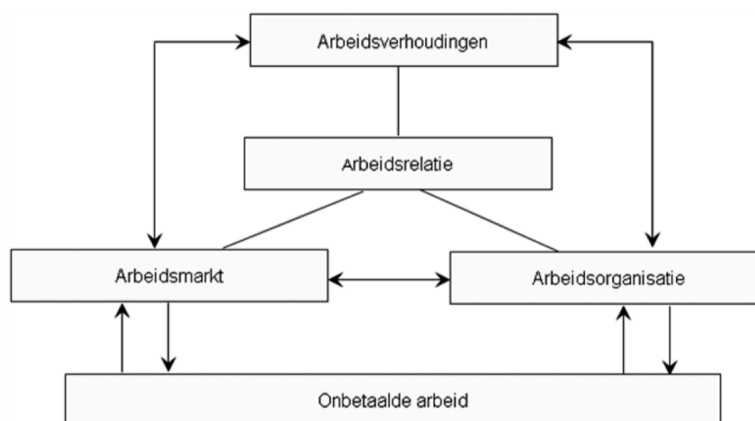 Arbeidsverhoudingen
Arbeidsrelatie
Arbeidsmarkt
Arbeidsorganisatie
Onbetaalde arbeid